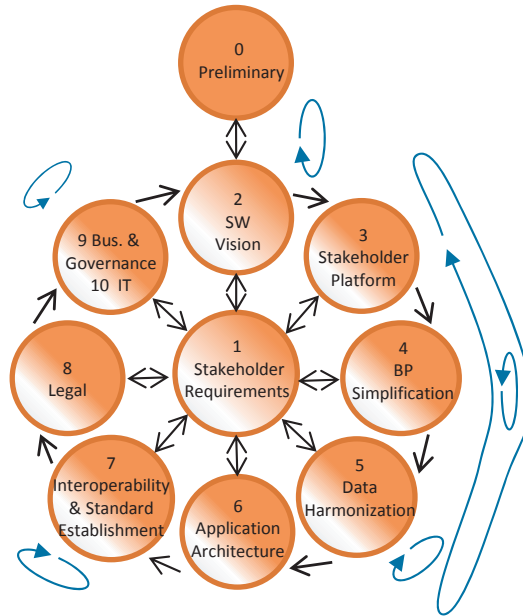 0
Preliminary
2
SW
Vision
3
Stakeholder
Platform
4
BP
Simplification
5
Data
Harmonization
6
Application
Architecture
7
Interoperability
& Standard
Establishment
8
Legal
9 Bus. &
Governance
10 IT
1
Stakeholder
Requirements